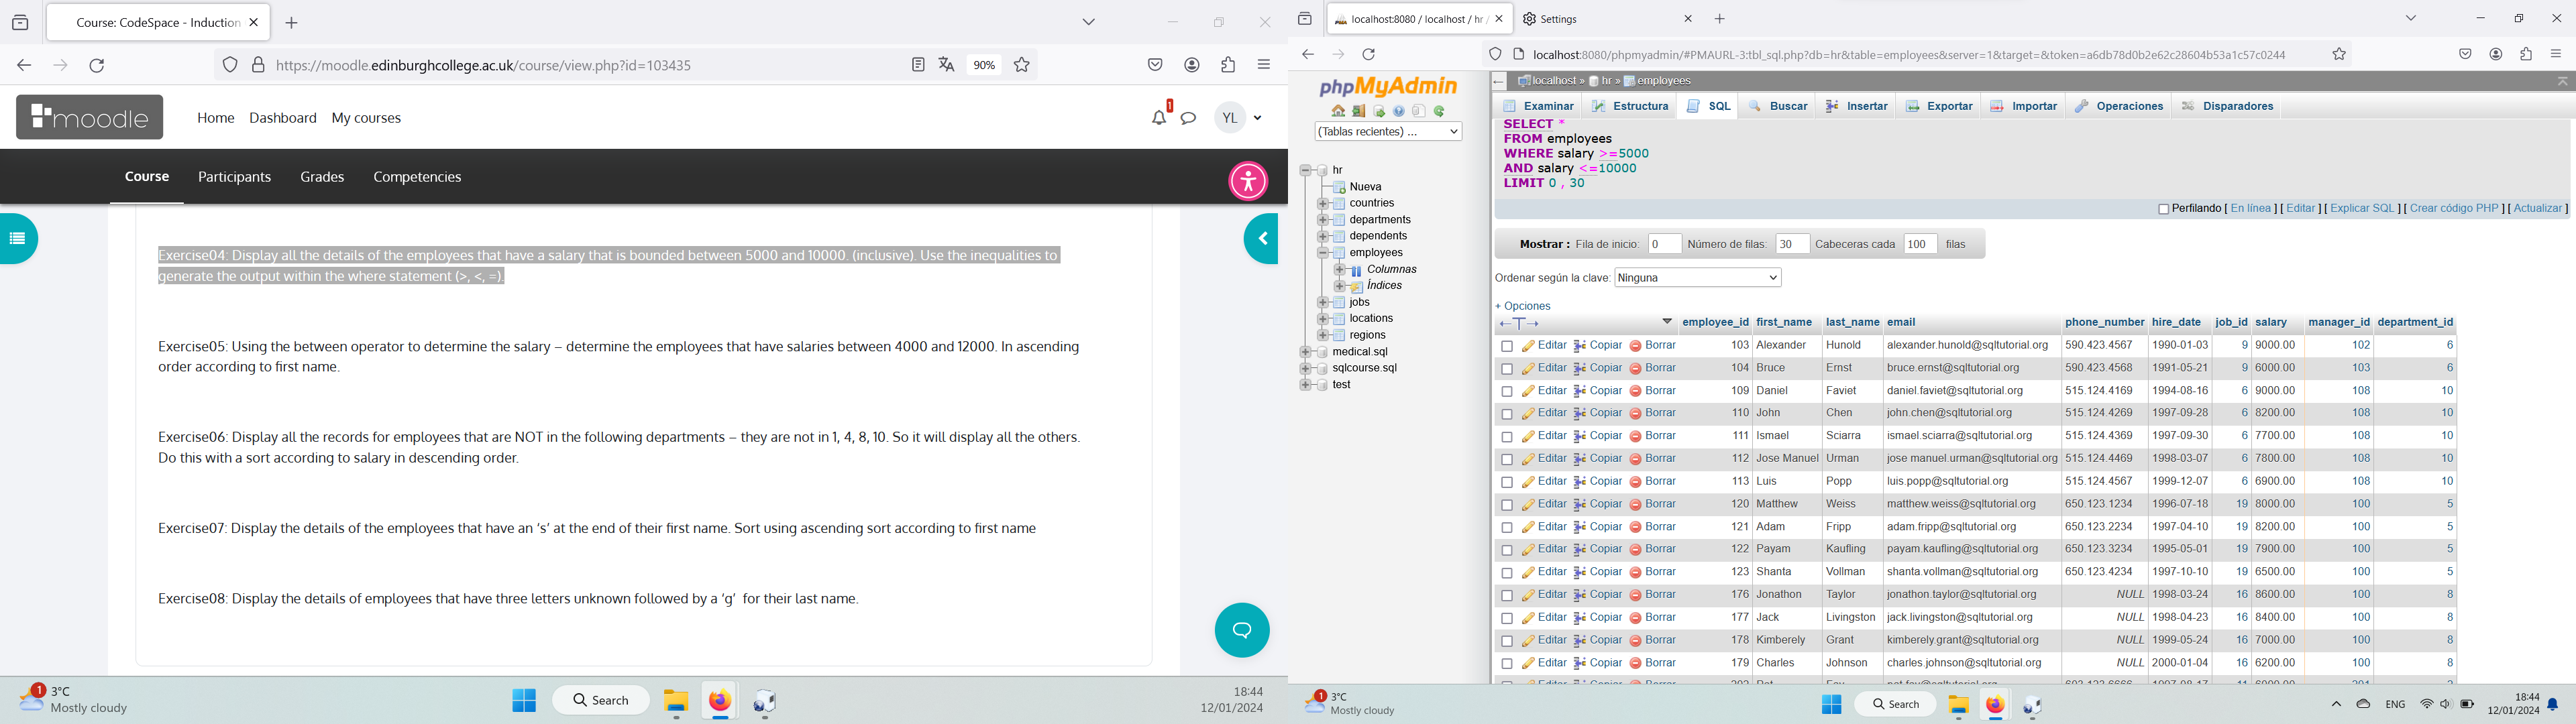 Course: CodeSpace - Induction
https://moodle.edinburghcollege.ac.uk/course/view.php?id=103435
90%
moodle
Home Dashboard My courses
1
YL
Course Participants Grades Competencies
Exercise04: Display all the details of the employees that have a salary that is bounded between 5000 and 10000. (inclusive). Use the inequalities to
generate the output within the where statement (>, <, =).
Exercise05: Using the between operator to determine the salary – determine the employees that have salaries between 4000 and 12000. In ascending
order according to first name.
Exercise06: Display all the records for employees that are NOT in the following departments – they are not in 1, 4, 8, 10. So it will display all the others.
Do this with a sort according to salary in descending order.
Exercise07: Display the details of the employees that have an ‘s’ at the end of their first name. Sort using ascending sort according to first name
Exercise08: Display the details of employees that have three letters unknown followed by a ‘g’ for their last name.
1
3°C
Mostly cloudy
Search
18:44
12/01/2024
localhost:8080 / localhost / hr /
Settings
localhost:8080/phpmyadmin/#PMAURL-3:tbl_sql.php?db=hr&table=employees&server=1&target=&token=a6db78d0b2e62c28604b53a1c57c0244
phpMyAdmin
(Tablas recientes) ...
hr
Nueva
countries
departments
dependents
employees
Columnas
Índices
jobs
locations
regions
medical.sql
sqlcourse.sql
test
localhost » hr » employees
Examinar Estructura SQL Buscar Insertar Exportar Importar Operaciones Disparadores
SELECT *
FROM employees
WHERE salary >=5000
AND salary <=10000
LIMIT 0 , 30
Perfilando [ En línea ] [ Editar ] [ Explicar SQL ] [ Crear código PHP ] [ Actualizar ]
Mostrar : Fila de inicio: 0 Número de filas: 30 Cabeceras cada 100 filas
Ordenar según la clave: Ninguna
+ Opciones
←T→ employee_id first_name last_name email phone_number hire_date job_id salary manager_id department_id
Editar Copiar Borrar 103 Alexander Hunold alexander.hunold@sqltutorial.org 590.423.4567 1990-01-03 9 9000.00 102 6
Editar Copiar Borrar 104 Bruce Ernst bruce.ernst@sqltutorial.org 590.423.4568 1991-05-21 9 6000.00 103 6
Editar Copiar Borrar 109 Daniel Faviet daniel.faviet@sqltutorial.org 515.124.4169 1994-08-16 6 9000.00 108 10
Editar Copiar Borrar 110 John Chen john.chen@sqltutorial.org 515.124.4269 1997-09-28 6 8200.00 108 10
Editar Copiar Borrar 111 Ismael Sciarra ismael.sciarra@sqltutorial.org 515.124.4369 1997-09-30 6 7700.00 108 10
Editar Copiar Borrar 112 Jose Manuel Urman jose manuel.urman@sqltutorial.org 515.124.4469 1998-03-07 6 7800.00 108 10
Editar Copiar Borrar 113 Luis Popp luis.popp@sqltutorial.org 515.124.4567 1999-12-07 6 6900.00 108 10
Editar Copiar Borrar 120 Matthew Weiss matthew.weiss@sqltutorial.org 650.123.1234 1996-07-18 19 8000.00 100 5
Editar Copiar Borrar 121 Adam Fripp adam.fripp@sqltutorial.org 650.123.2234 1997-04-10 19 8200.00 100 5
Editar Copiar Borrar 122 Payam Kaufling payam.kaufling@sqltutorial.org 650.123.3234 1995-05-01 19 7900.00 100 5
Editar Copiar Borrar 123 Shanta Vollman shanta.vollman@sqltutorial.org 650.123.4234 1997-10-10 19 6500.00 100 5
Editar Copiar Borrar 176 Jonathon Taylor jonathon.taylor@sqltutorial.org NULL 1998-03-24 16 8600.00 100 8
Editar Copiar Borrar 177 Jack Livingston jack.livingston@sqltutorial.org NULL 1998-04-23 16 8400.00 100 8
Editar Copiar Borrar 178 Kimberely Grant kimberely.grant@sqltutorial.org NULL 1999-05-24 16 7000.00 100 8
Editar Copiar Borrar 179 Charles Johnson charles.johnson@sqltutorial.org NULL 2000-01-04 16 6200.00 100 8
1
3°C
Mostly cloudy
Search
ENG
18:44
12/01/2024